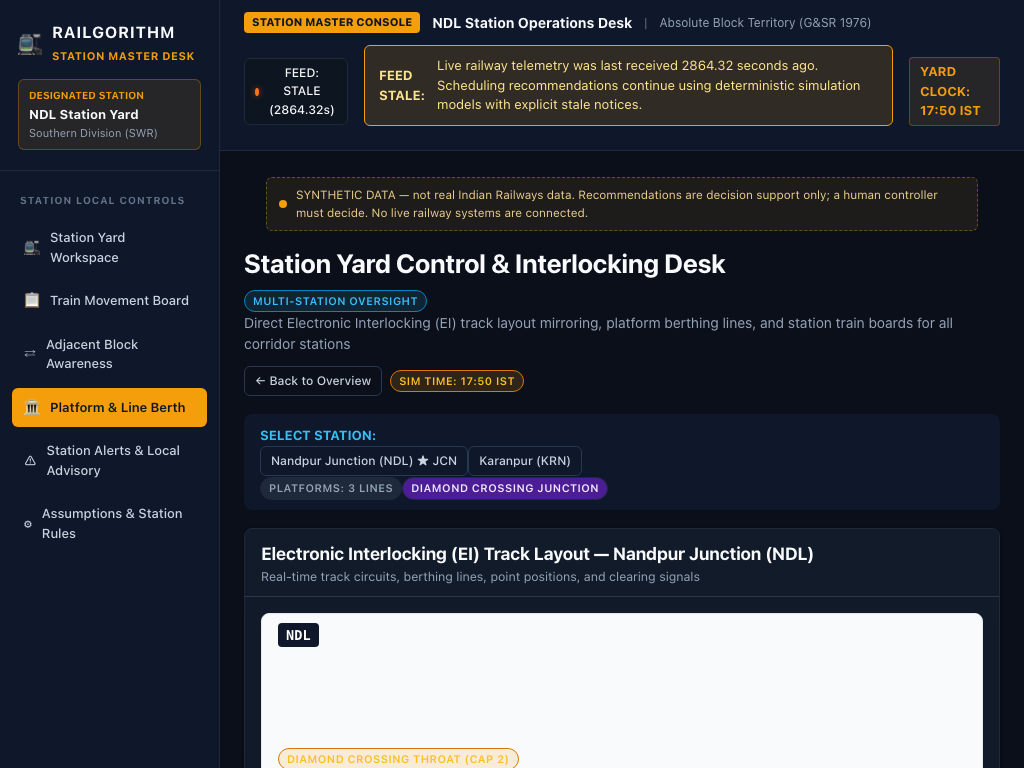 RAILGORITHM
STATION MASTER DESK
DESIGNATED STATION
NDL Station Yard
Southern Division (SWR)
STATION LOCAL CONTROLS
Station Yard
Workspace
Train Movement Board
Adjacent Block
Awareness
Platform & Line Berth
Station Alerts & Local
Advisory
Assumptions & Station
Rules
STATION MASTER CONSOLE NDL Station Operations Desk | Absolute Block Territory (G&SR 1976)
FEED:
STALE
(2864.32s)
FEED
STALE:
Live railway telemetry was last received 2864.32 seconds ago.
Scheduling recommendations continue using deterministic simulation
models with explicit stale notices.
YARD
CLOCK:
17:50 IST
SYNTHETIC DATA — not real Indian Railways data. Recommendations are decision support only; a human controller
must decide. No live railway systems are connected.
Station Yard Control & Interlocking Desk
MULTI-STATION OVERSIGHT
Direct Electronic Interlocking (EI) track layout mirroring, platform berthing lines, and station train boards for all
corridor stations
← Back to Overview SIM TIME: 17:50 IST
SELECT STATION:
Nandpur Junction (NDL) ★ JCN Karanpur (KRN)
PLATFORMS: 3 LINES DIAMOND CROSSING JUNCTION
Electronic Interlocking (EI) Track Layout — Nandpur Junction (NDL)
Real-time track circuits, berthing lines, point positions, and clearing signals
NDL
DIAMOND CROSSING THROAT (CAP 2)